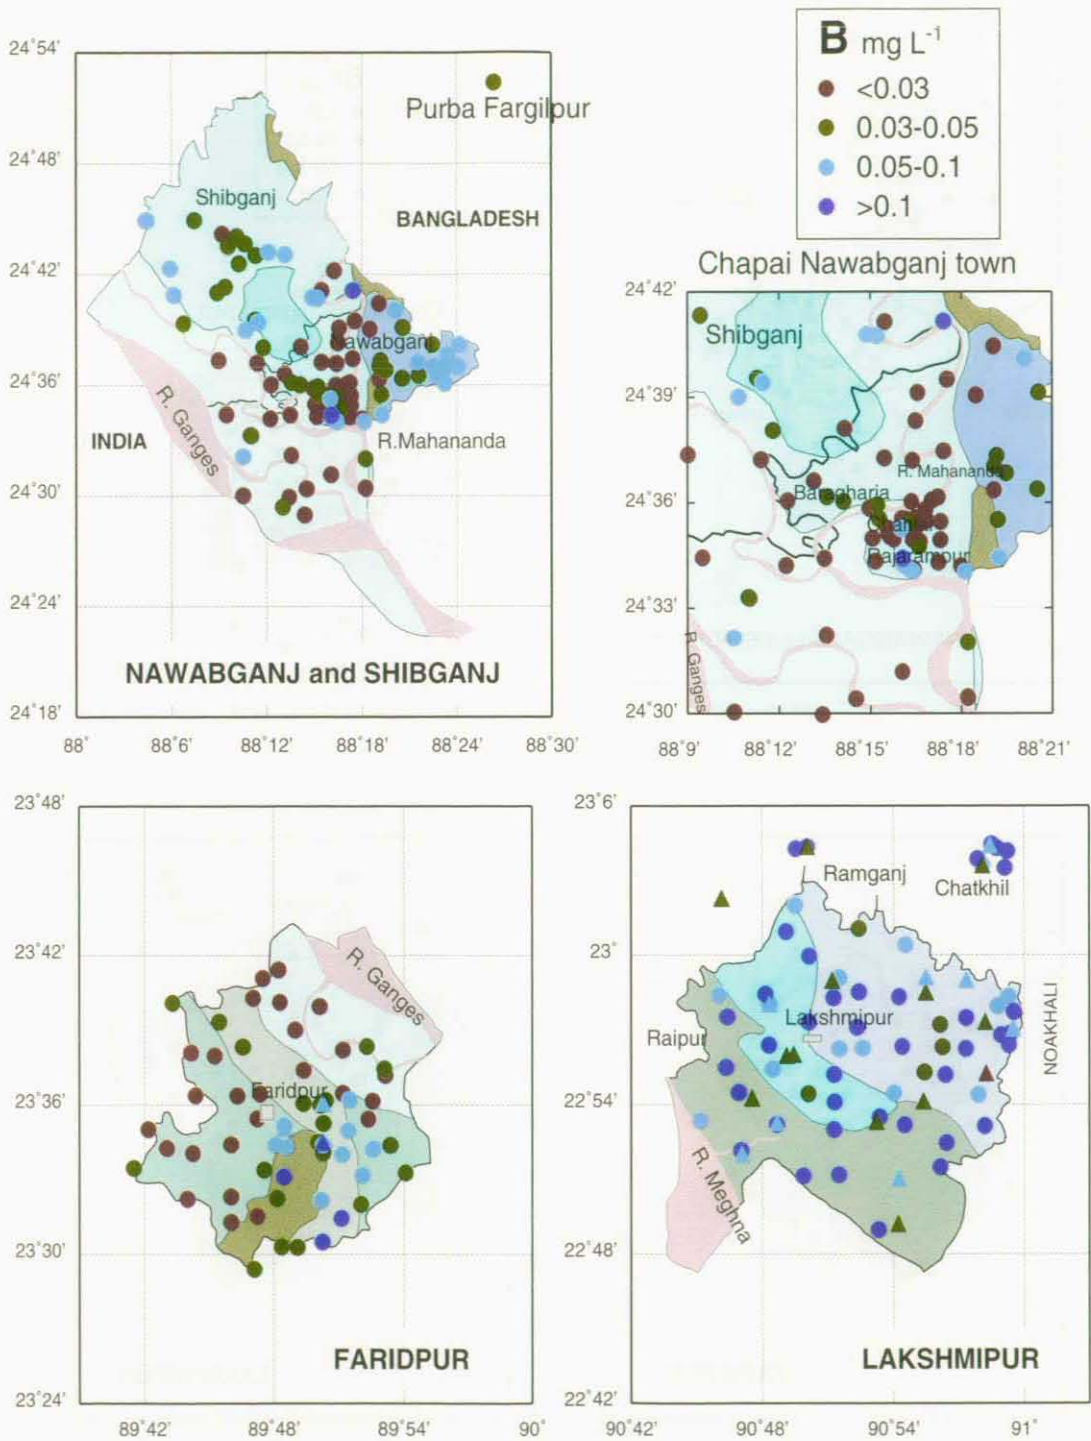 B mg L⁻¹
<0.03
0.03-0.05
0.05-0.1
>0.1
24°54'
24°48'
24°42'
24°36'
24°30'
24°24'
24°18'
88°
88°6'
88°12'
88°18'
88°24'
88°30'
Purba Fargilpur
Shibganj
BANGLADESH
Nawabganj
R. Ganges
INDIA
R.Mahananda
NAWABGANJ and SHIBGANJ
Chapai Nawabganj town
24°42'
24°39'
24°36'
24°33'
24°30'
88°9'
88°12'
88°15'
88°18'
88°21'
Shibganj
R. Mahananda
Baragharia
Rajarampur
R. Ganges
23°48'
23°42'
23°36'
23°30'
23°24'
89°42'
89°48'
89°54'
90°
R. Ganges
Faridpur
FARIDPUR
23°6'
23°
22°54'
22°48'
22°42'
90°42'
90°48'
90°54'
91°
Ramganj
Chatkhil
Lakshmipur
Raipur
NOAKHALI
R. Meghna
LAKSHMIPUR